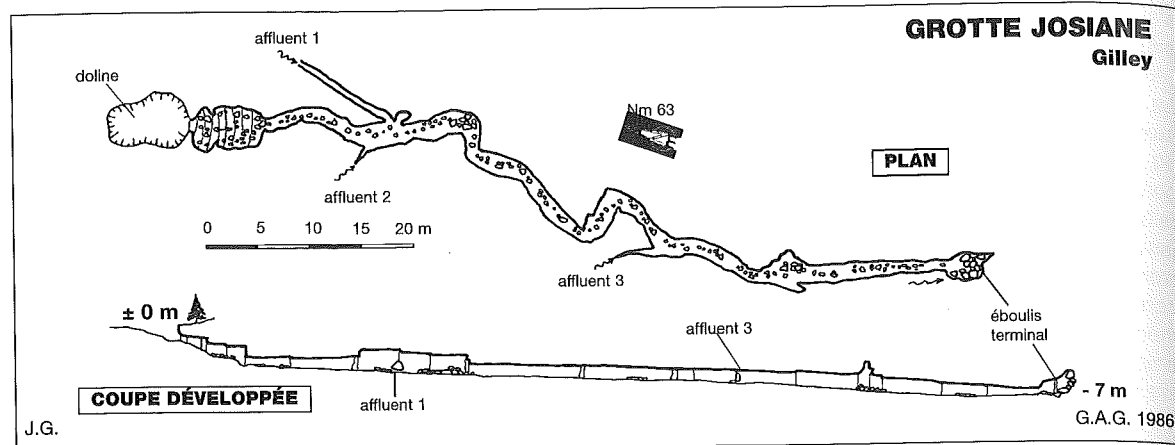 GROTTE JOSIANE
Gilley
affluent 1
doline
Nm 63
PLAN
affluent 2
0 5 10 15 20 m
affluent 3
éboulis
terminal
± 0 m
affluent 3
- 7 m
COUPE DÉVELOPPÉE
affluent 1
J.G.
G.A.G. 1986